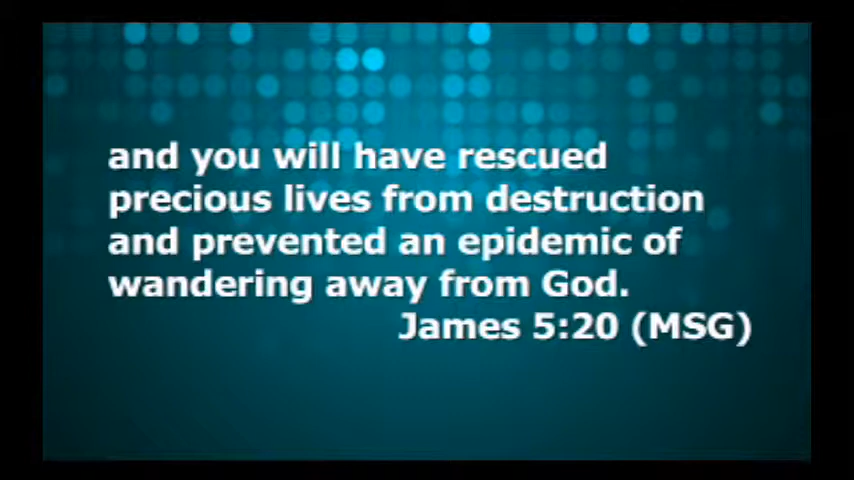 and you will have rescued
precious lives from destruction
and prevented an epidemic of
wandering away from God.
James 5:20 (MSG)